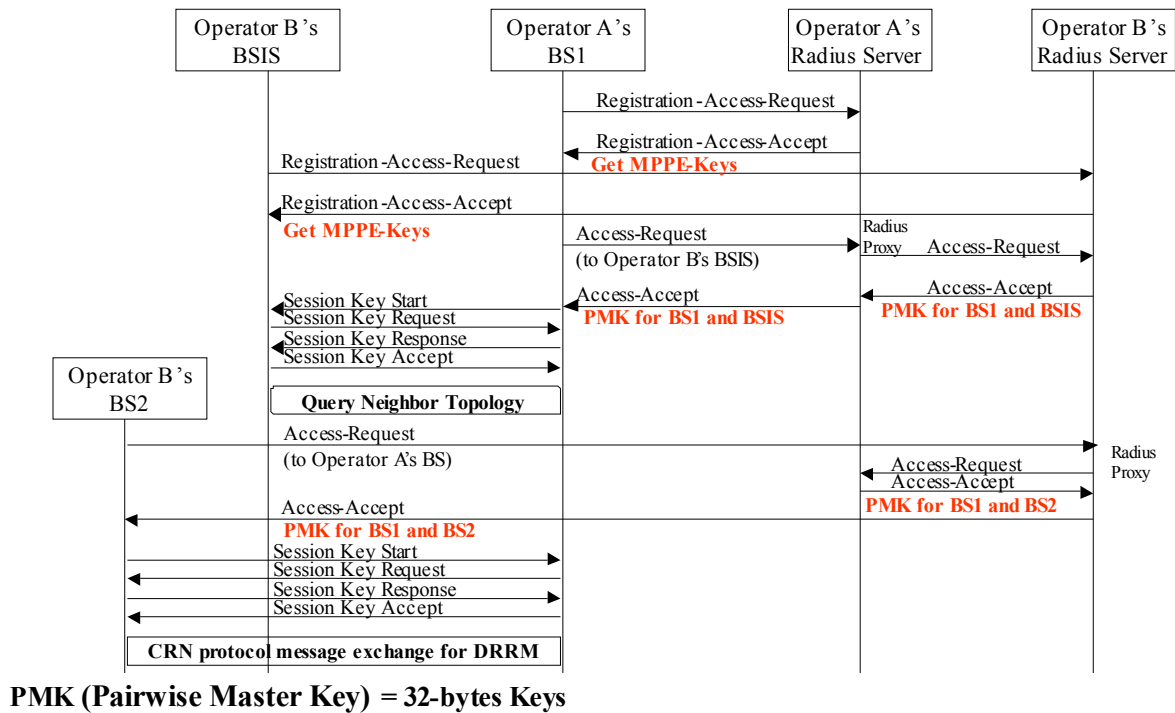 Operator B's
BSIS
Operator A's
BS1
Operator A's
Radius Server
Operator B's
Radius Server
Registration-Access-Request
Registration-Access-Accept
Get MPPE-Keys
Registration-Access-Request
Registration-Access-Accept
Get MPPE-Keys
Access-Request
(to Operator B's BSIS)
Radius
Proxy
Access-Request
Access-Accept
PMK for BS1 and BSIS
Access-Accept
PMK for BS1 and BSIS
Session Key Start
Session Key Request
Session Key Response
Session Key Accept
Operator B's
BS2
Query Neighbor Topology
Access-Request
(to Operator A's BS)
Radius
Proxy
Access-Request
Access-Accept
PMK for BS1 and BS2
Access-Accept
PMK for BS1 and BS2
Session Key Start
Session Key Request
Session Key Response
Session Key Accept
CRN protocol message exchange for DRRM
PMK (Pairwise Master Key) = 32-bytes Keys